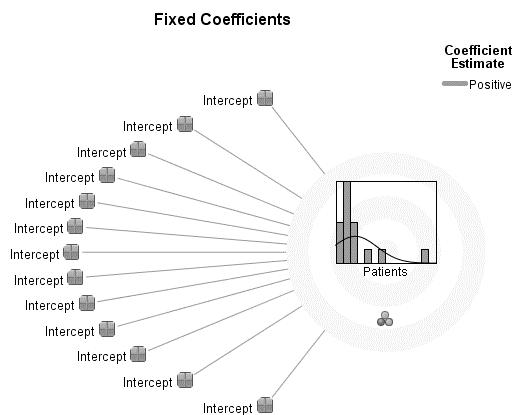 Fixed Coefficients
Coefficient
Estimate
Positive
Intercept
Intercept
Intercept
Intercept
Intercept
Intercept
Intercept
Intercept
Intercept
Intercept
Intercept
Intercept
Intercept
Patients